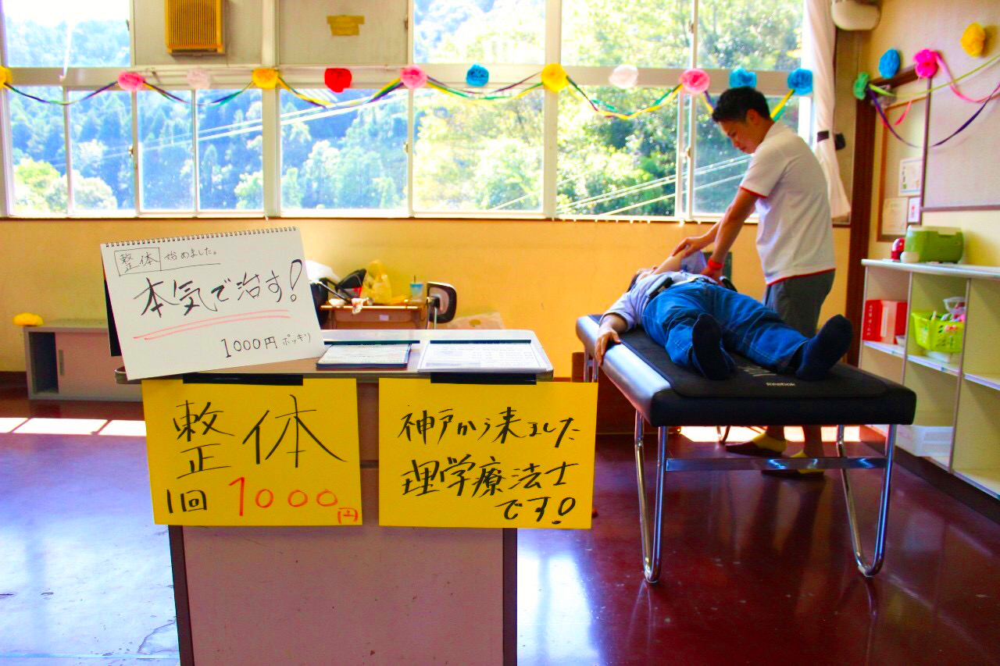 整体 始めました。
本気で治す!
1000円ポッキリ
整体
1回 1000円
神戸から来ました
理学療法士
です!
Reebok